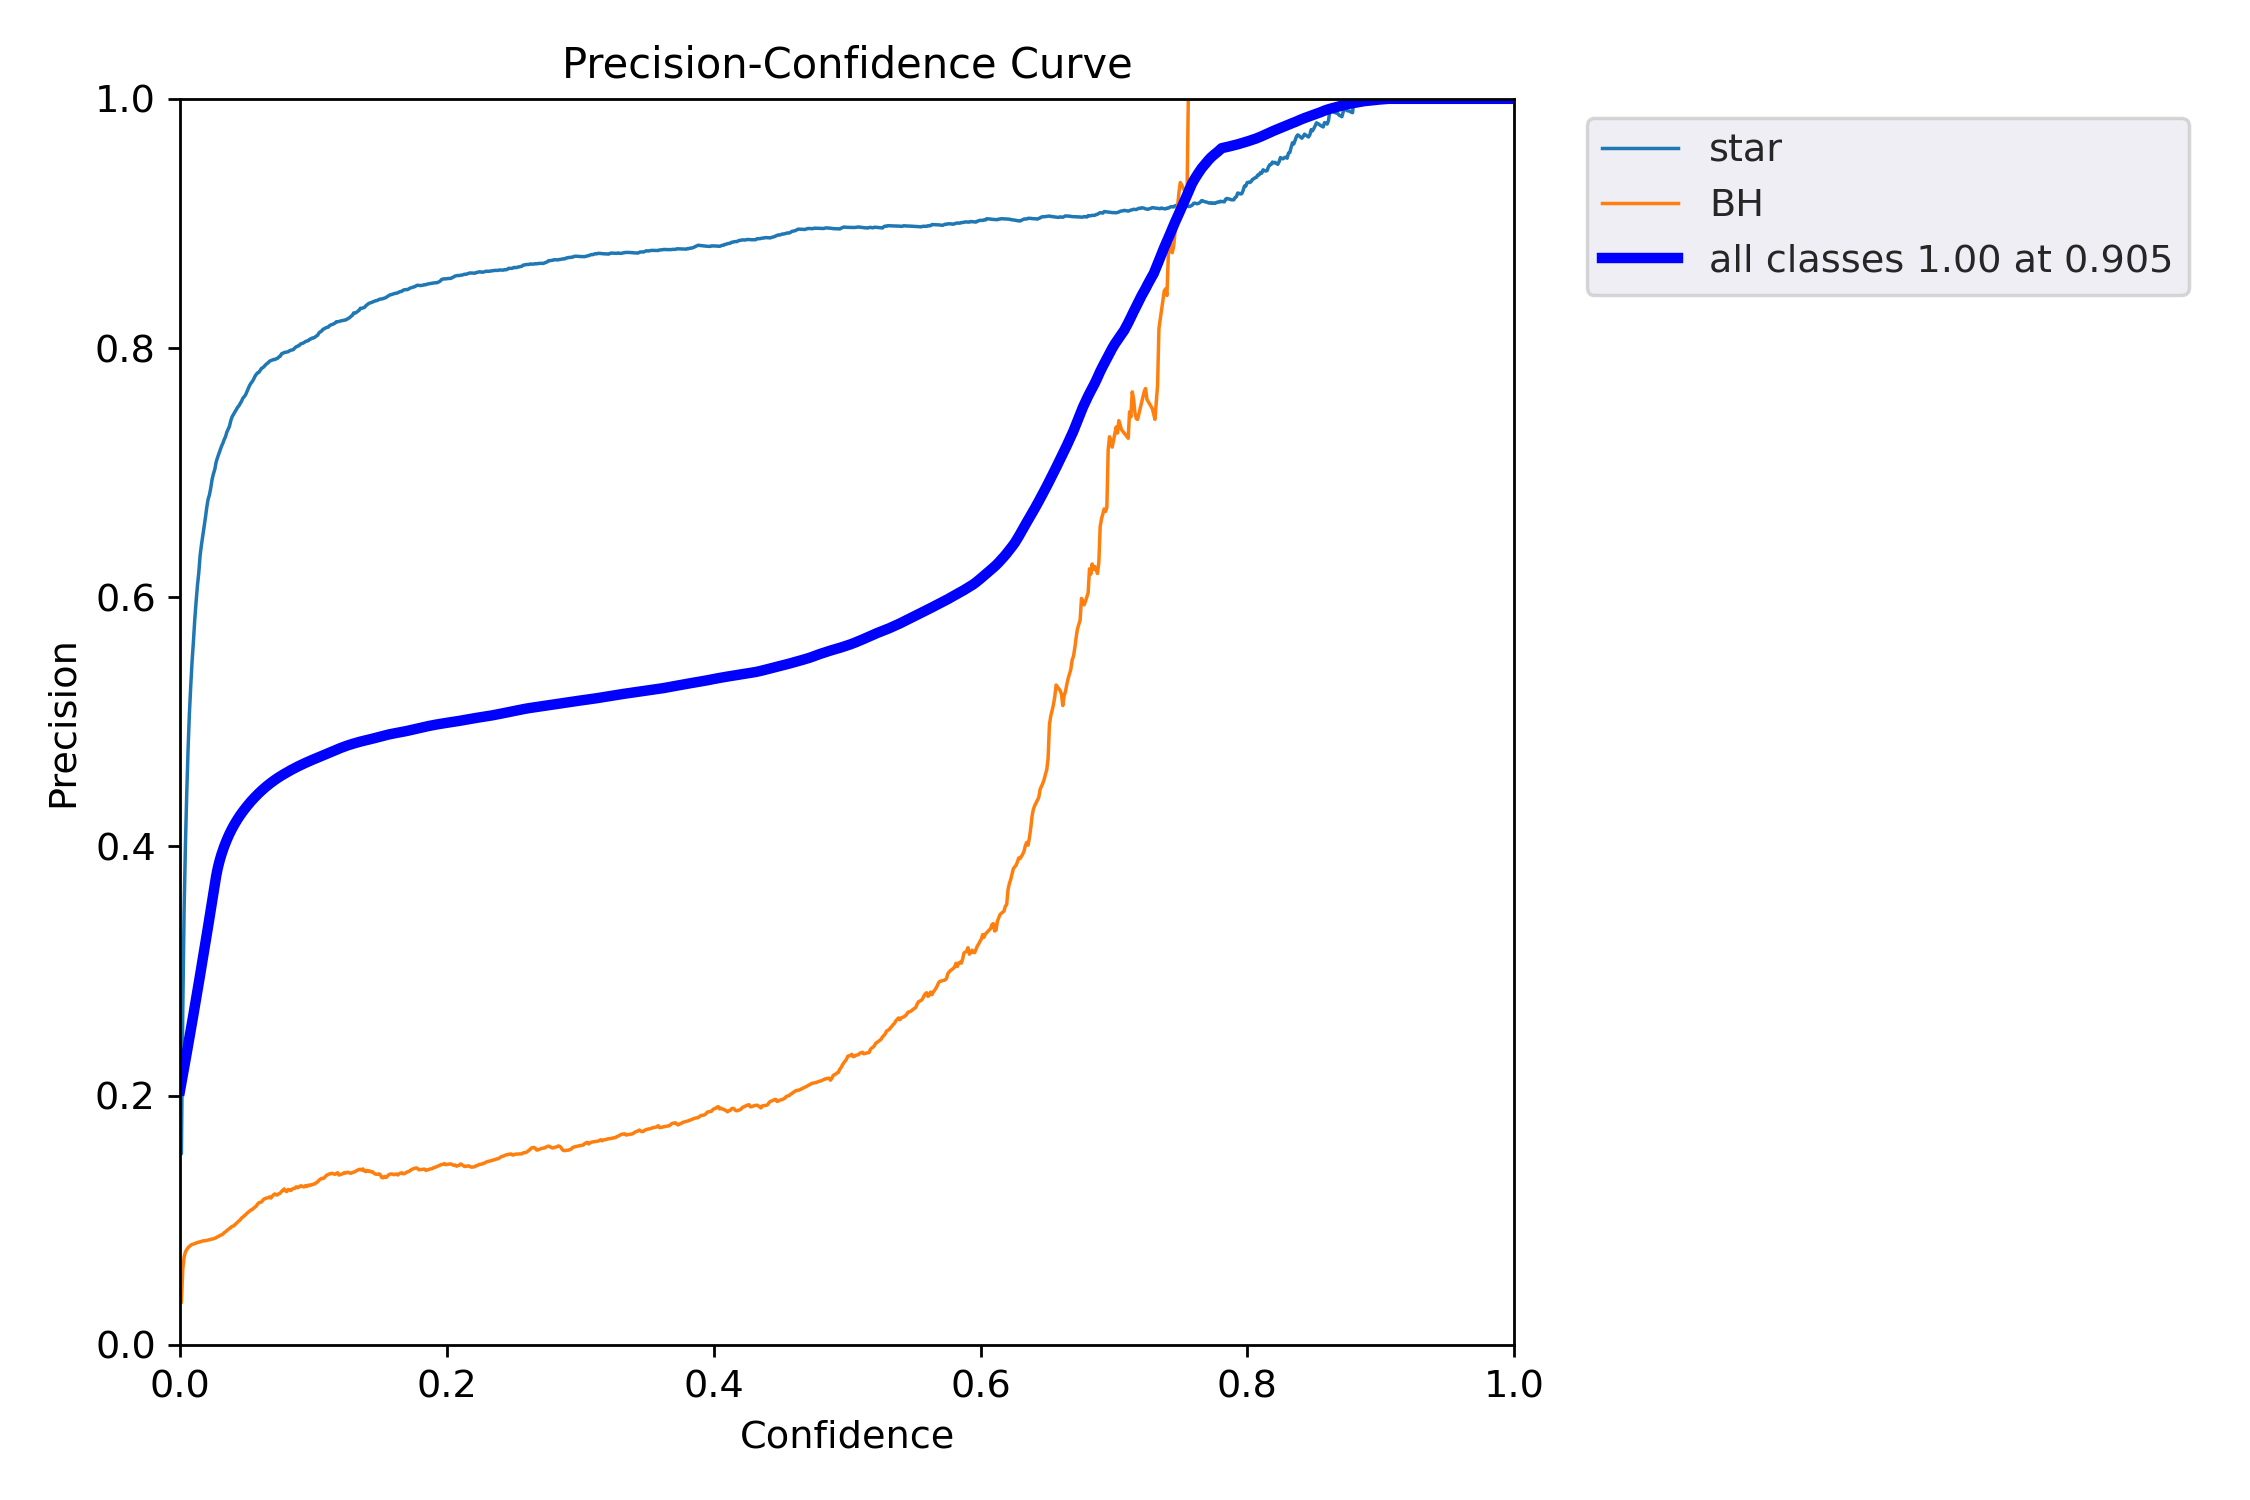 Precision-Confidence Curve
1.0
0.8
0.6
0.4
0.2
0.0
Precision
0.0 0.2 0.4 0.6 0.8 1.0
Confidence
star
BH
all classes 1.00 at 0.905